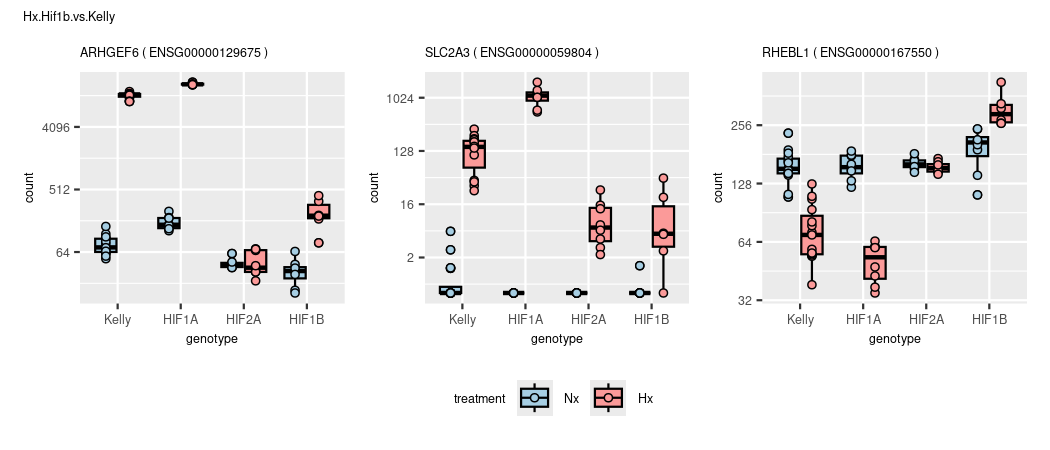 Hx.Hif1b.vs.Kelly
ARHGEF6 ( ENSG00000129675 )
count
4096
512
64
Kelly HIF1A HIF2A HIF1B
genotype
SLC2A3 ( ENSG00000059804 )
count
1024
128
16
2
Kelly HIF1A HIF2A HIF1B
genotype
RHEBL1 ( ENSG00000167550 )
count
256
128
64
32
Kelly HIF1A HIF2A HIF1B
genotype
treatment Nx Hx